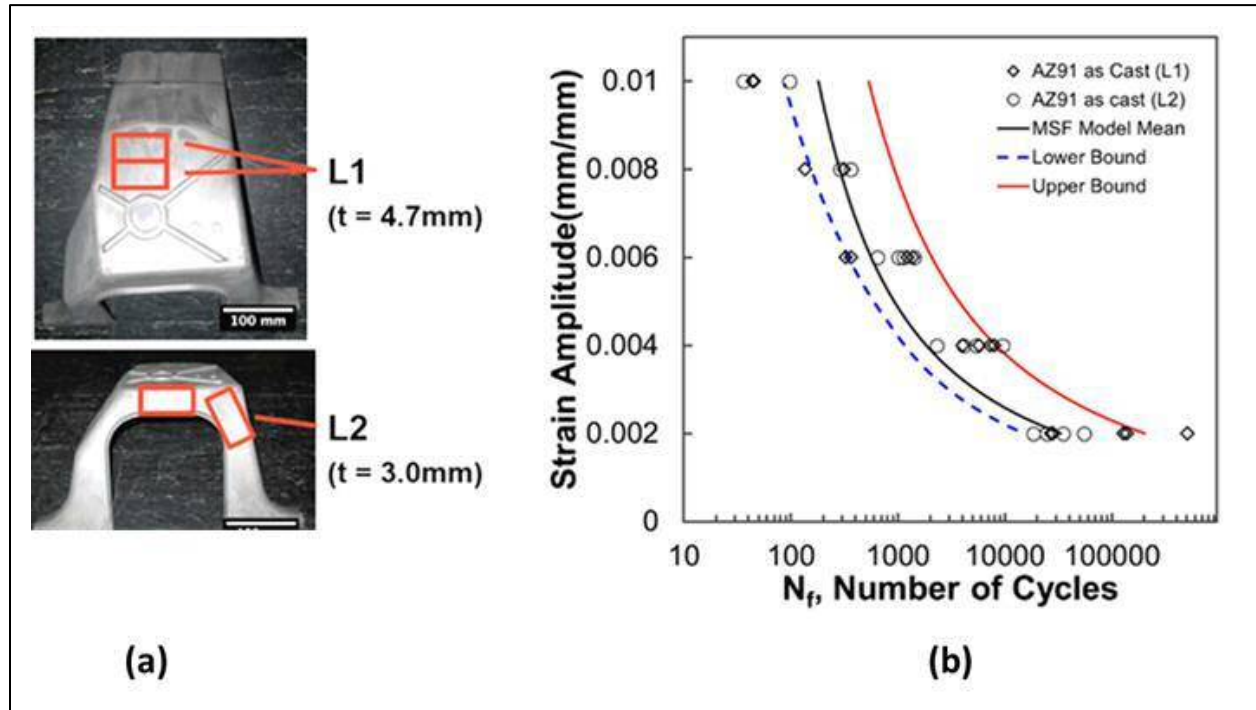 L1
(t = 4.7mm)
100 mm
L2
(t = 3.0mm)
(a)
Strain Amplitude(mm/mm)
0.01
0.008
0.006
0.004
0.002
0
10 100 1000 10000 100000
N_f, Number of Cycles
AZ91 as Cast (L1)
AZ91 as cast (L2)
MSF Model Mean
Lower Bound
Upper Bound
(b)